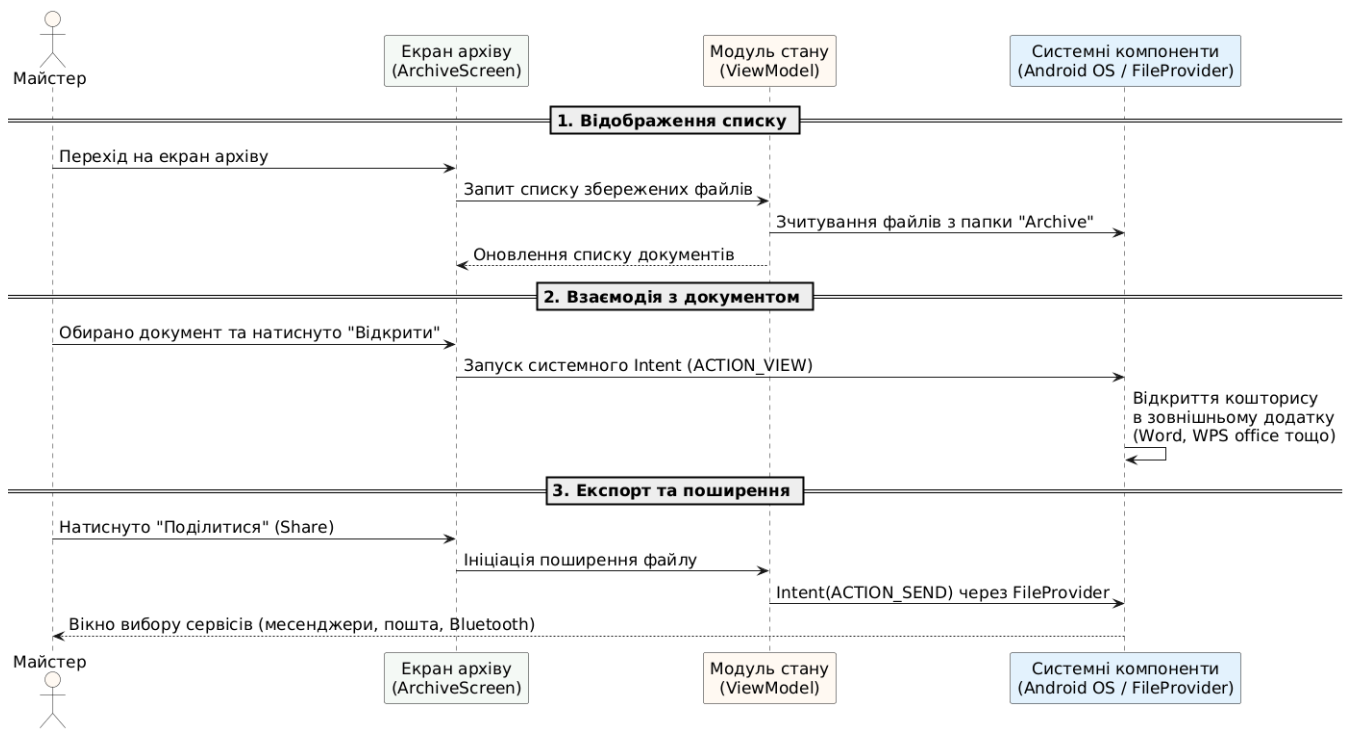 Майстер
Екран архіву
(ArchiveScreen)
Модуль стану
(ViewModel)
Системні компоненти
(Android OS / FileProvider)
1. Відображення списку
Перехід на екран архіву
Запит списку збережених файлів
Зчитування файлів з папки "Archive"
Оновлення списку документів
2. Взаємодія з документом
Обирано документ та натиснуто "Відкрити"
Запуск системного Intent (ACTION_VIEW)
Відкриття кошторису
в зовнішньому додатку
(Word, WPS office тощо)
3. Експорт та поширення
Натиснуто "Поділитися" (Share)
Ініціація поширення файлу
Intent(ACTION_SEND) через FileProvider
Вікно вибору сервісів (месенджери, пошта, Bluetooth)
Майстер
Екран архіву
(ArchiveScreen)
Модуль стану
(ViewModel)
Системні компоненти
(Android OS / FileProvider)